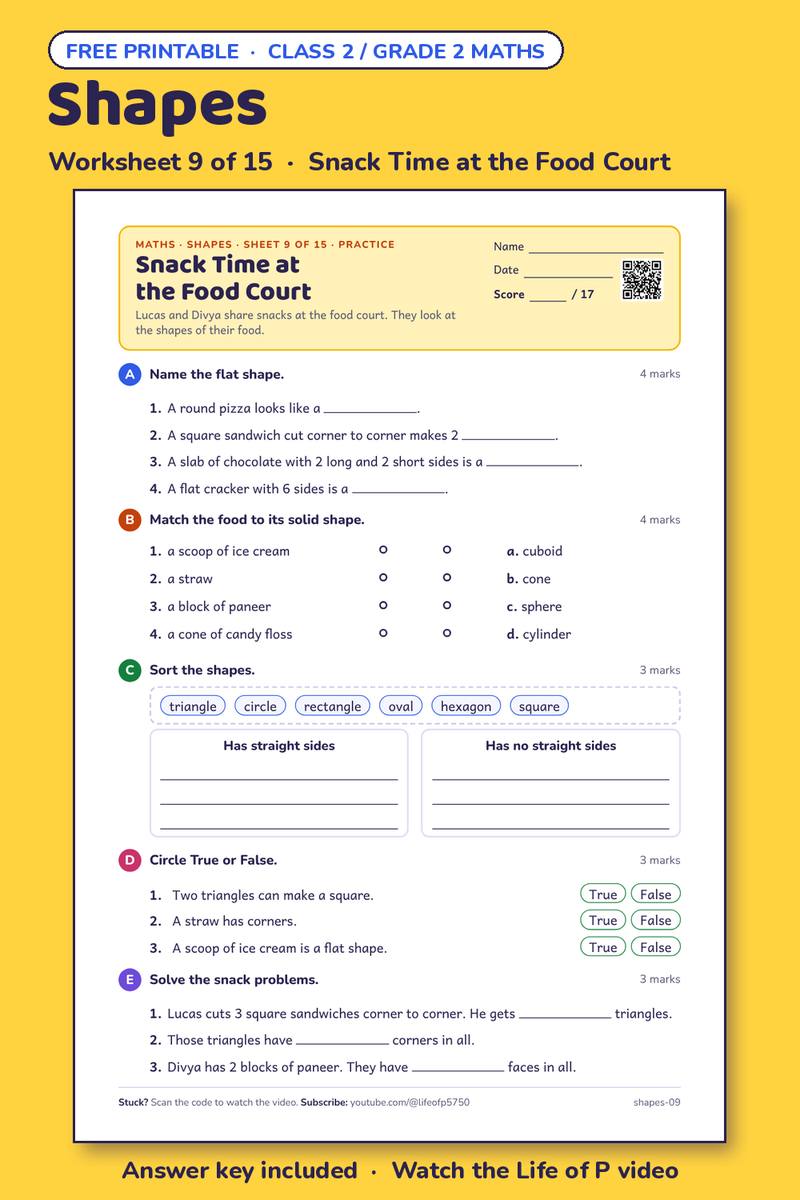 FREE PRINTABLE · CLASS 2 / GRADE 2 MATHS
Shapes
Worksheet 9 of 15 · Snack Time at the Food Court
MATHS · SHAPES · SHEET 9 OF 15 · PRACTICE
Snack Time at
the Food Court
Lucas and Divya share snacks at the food court. They look at
the shapes of their food.
Name ____________
Date ____________
Score ______ / 17
A Name the flat shape. 4 marks
1. A round pizza looks like a ____________.
2. A square sandwich cut corner to corner makes 2 ____________.
3. A slab of chocolate with 2 long and 2 short sides is a ____________.
4. A flat cracker with 6 sides is a ____________.
B Match the food to its solid shape. 4 marks
1. a scoop of ice cream a. cuboid
2. a straw b. cone
3. a block of paneer c. sphere
4. a cone of candy floss d. cylinder
C Sort the shapes. 3 marks
triangle circle rectangle oval hexagon square
Has straight sides Has no straight sides
D Circle True or False. 3 marks
1. Two triangles can make a square. True False
2. A straw has corners. True False
3. A scoop of ice cream is a flat shape. True False
E Solve the snack problems. 3 marks
1. Lucas cuts 3 square sandwiches corner to corner. He gets ____________ triangles.
2. Those triangles have ____________ corners in all.
3. Divya has 2 blocks of paneer. They have ____________ faces in all.
Stuck? Scan the code to watch the video. Subscribe: youtube.com/@lifeofp5750 shapes-09
Answer key included · Watch the Life of P video